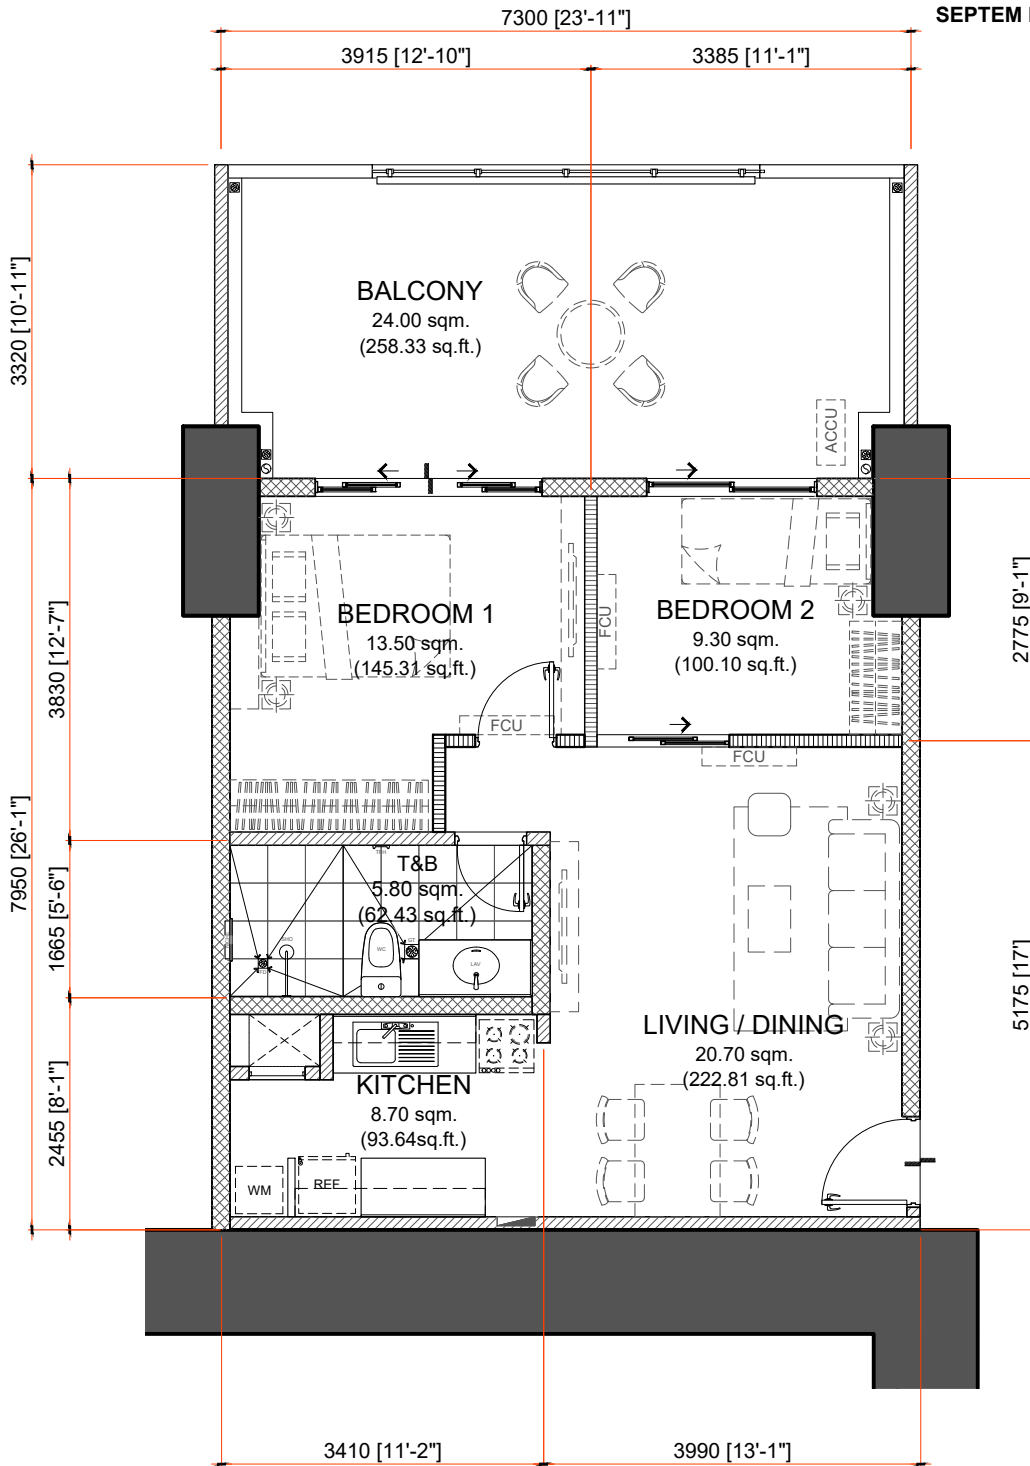 SEPTEM
7300 [23'-11"]
3915 [12'-10"]
3385 [11'-1"]
3320 [10'-11"]
BALCONY
24.00 sqm.
(258.33 sq.ft.)
ACCU
BEDROOM 1
13.50 sqm.
(145.31 sq.ft.)
FCU
BEDROOM 2
9.30 sqm.
(100.10 sq.ft.)
2775 [9'-1"]
3830 [12'-7"]
7950 [26'-1"]
FCU
FCU
T&B
5.80 sqm.
(62.43 sq.ft.)
WC
LAV
1665 [5'-6"]
LIVING / DINING
20.70 sqm.
(222.81 sq.ft.)
5175 [17']
KITCHEN
8.70 sqm.
(93.64sq.ft.)
2455 [8'-1"]
WM
REF
3410 [11'-2"]
3990 [13'-1"]